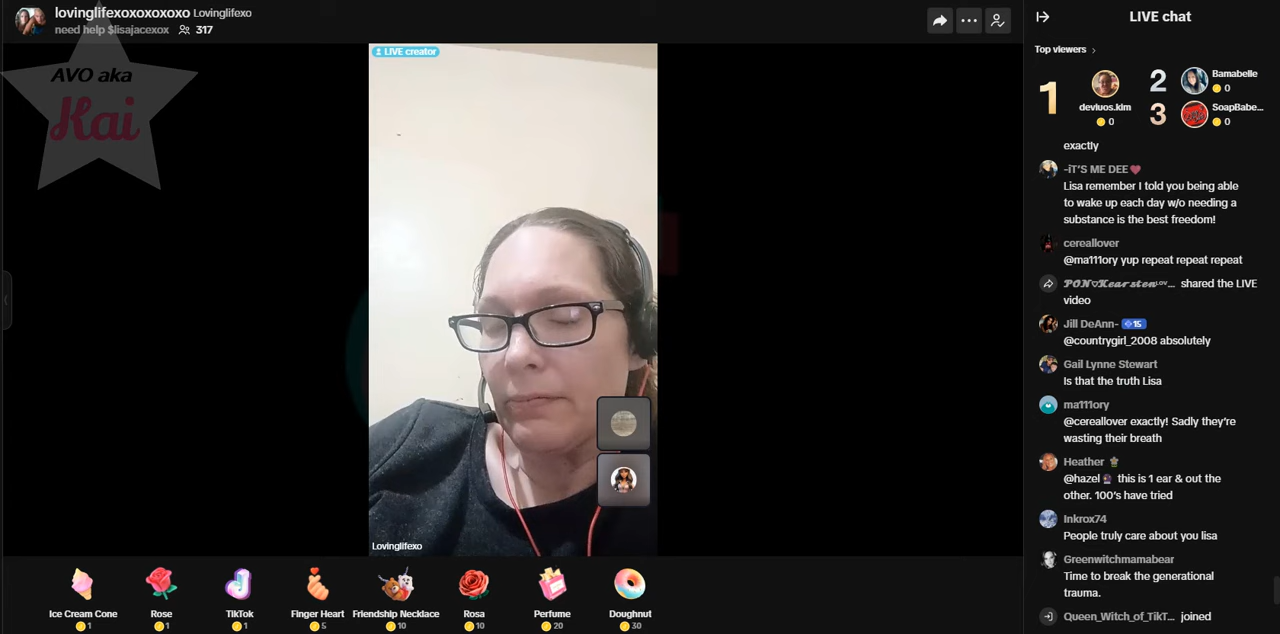 lovinglifexoxoxoxoxo Lovinglifexo
need help $lisajacexox 317
AVO aka
Kai
LIVE creator
Lovinglifexo
Ice Cream Cone
1
Rose
1
TikTok
1
Finger Heart
5
Friendship Necklace
10
Rosa
10
Perfume
20
Doughnut
30
LIVE chat
Top viewers
1
deviuos.kim
0
2
Bamabelle
0
3
SoapBabe...
0
exactly
-iT'S ME DEE
Lisa remember I told you being able
to wake up each day w/o needing a
substance is the best freedom!
cereallover
@ma111ory yup repeat repeat repeat
shared the LIVE
video
Jill DeAnn- 15
@countrygirl_2008 absolutely
Gail Lynne Stewart
Is that the truth Lisa
ma111ory
@cereallover exactly! Sadly they're
wasting their breath
Heather
@hazel this is 1 ear & out the
other. 100's have tried
Inkrox74
People truly care about you lisa
Greenwitchmamabear
Time to break the generational
trauma.
Queen_Witch_of_TikT... joined